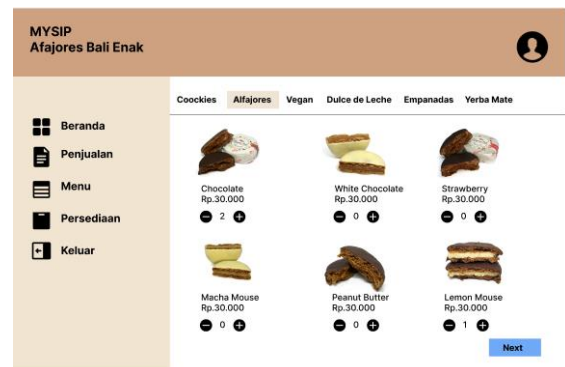 MYSIP
Afajores Bali Enak
Coockies Alfajores Vegan Dulce de Leche Empanadas Yerba Mate
Beranda
Penjualan
Menu
Persediaan
Keluar
Chocolate White Chocolate Strawberry
Rp.30.000 Rp.30.000 Rp.30.000
2 0 0
Macha Mouse Peanut Butter Lemon Mouse
Rp.30.000 Rp.30.000 Rp.30.000
0 0 1
Next